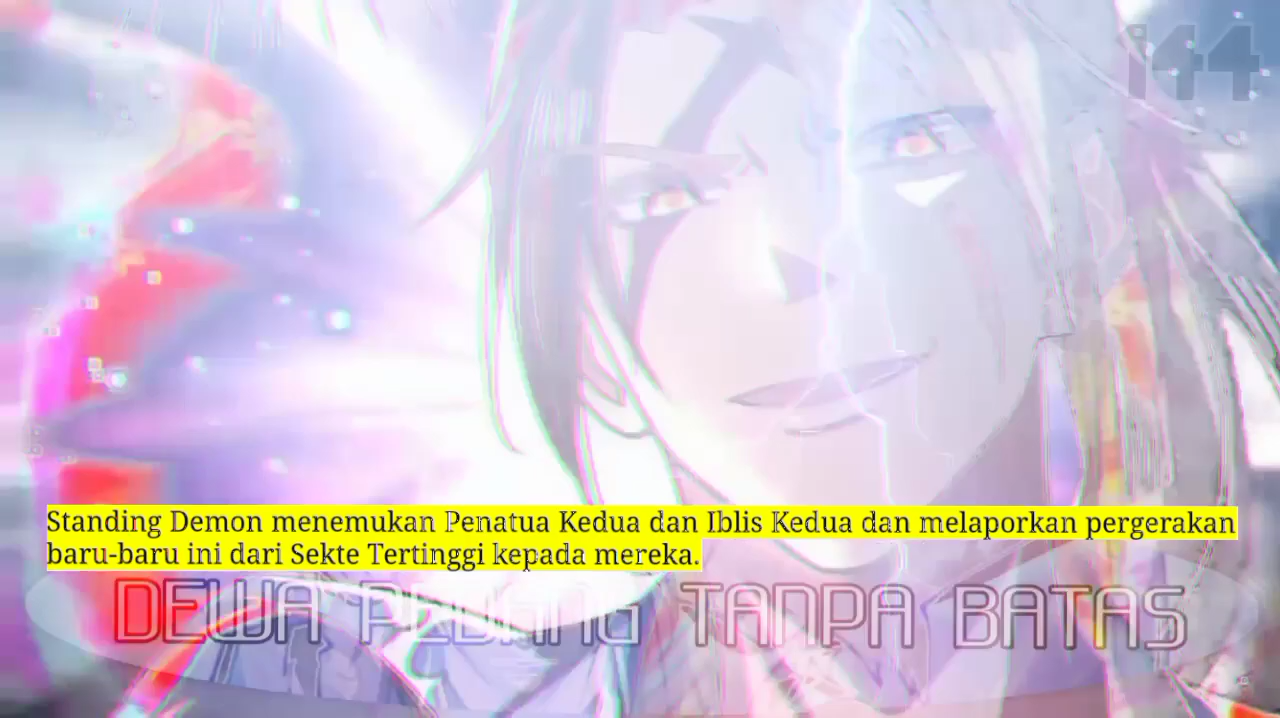 144
Standing Demon menemukan Penatua Kedua dan Iblis Kedua dan melaporkan pergerakan
baru-baru ini dari Sekte Tertinggi kepada mereka.
DEWA PEDANG TANPA BATAS